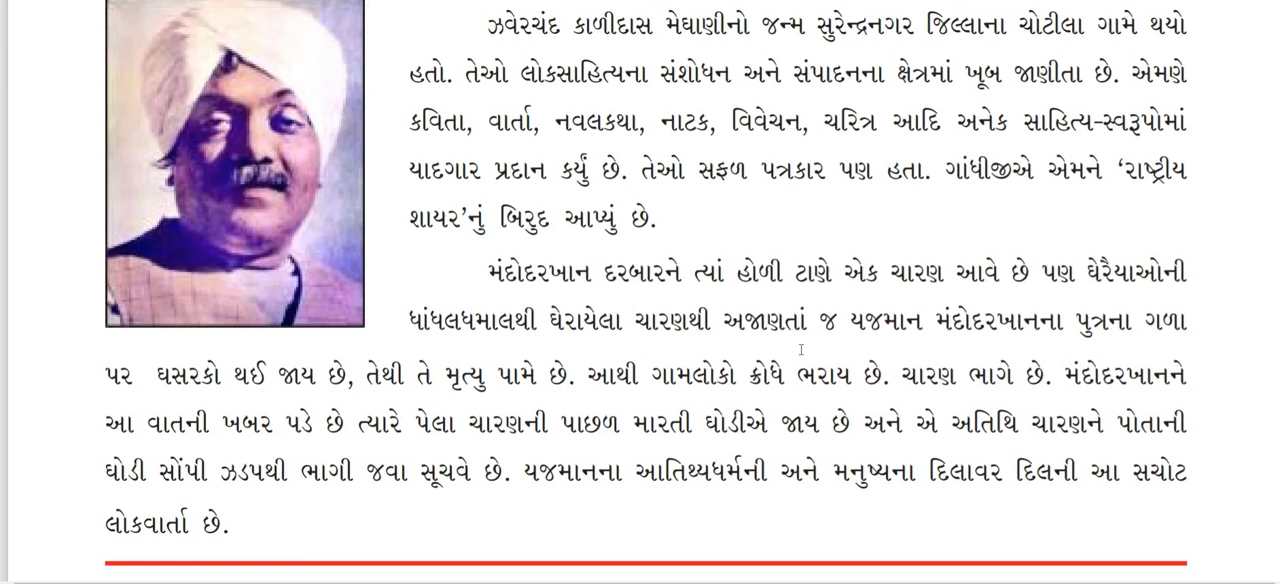 ઝવેરચંદ કાળીદાસ મેઘાણીનો જન્મ સુરેન્દ્રનગર જિલ્લાના ચોટીલા ગામે થયો
હતો. તેઓ લોકસાહિત્યના સંશોધન અને સંપાદનના ક્ષેત્રમાં ખૂબ જાણીતા છે. એમણે
કવિતા, વાર્તા, નવલકથા, નાટક, વિવેચન, ચરિત્ર આદિ અનેક સાહિત્ય-સ્વરૂપોમાં
યાદગાર પ્રદાન કર્યું છે. તેઓ સફળ પત્રકાર પણ હતા. ગાંધીજીએ એમને ‘રાષ્ટ્રીય
શાયર’નું બિરુદ આપ્યું છે.
મંદોદરખાન દરબારને ત્યાં હોળી ટાણે એક ચારણ આવે છે પણ ઘેરૈયાઓની
ધાંધલધમાલથી ઘેરાયેલા ચારણથી અજાણતાં જ યજમાન મંદોદરખાનના પુત્રના ગળા
પર ઘસરકો થઈ જાય છે, તેથી તે મૃત્યુ પામે છે. આથી ગામલોકો ક્રોધે ભરાય છે. ચારણ ભાગે છે. મંદોદરખાનને
આ વાતની ખબર પડે છે ત્યારે પેલા ચારણની પાછળ મારતી ઘોડીએ જાય છે અને એ અતિથિ ચારણને પોતાની
ઘોડી સોંપી ઝડપથી ભાગી જવા સૂચવે છે. યજમાનના આતિથ્યધર્મની અને મનુષ્યના દિલાવર દિલની આ સચોટ
લોકવાર્તા છે.